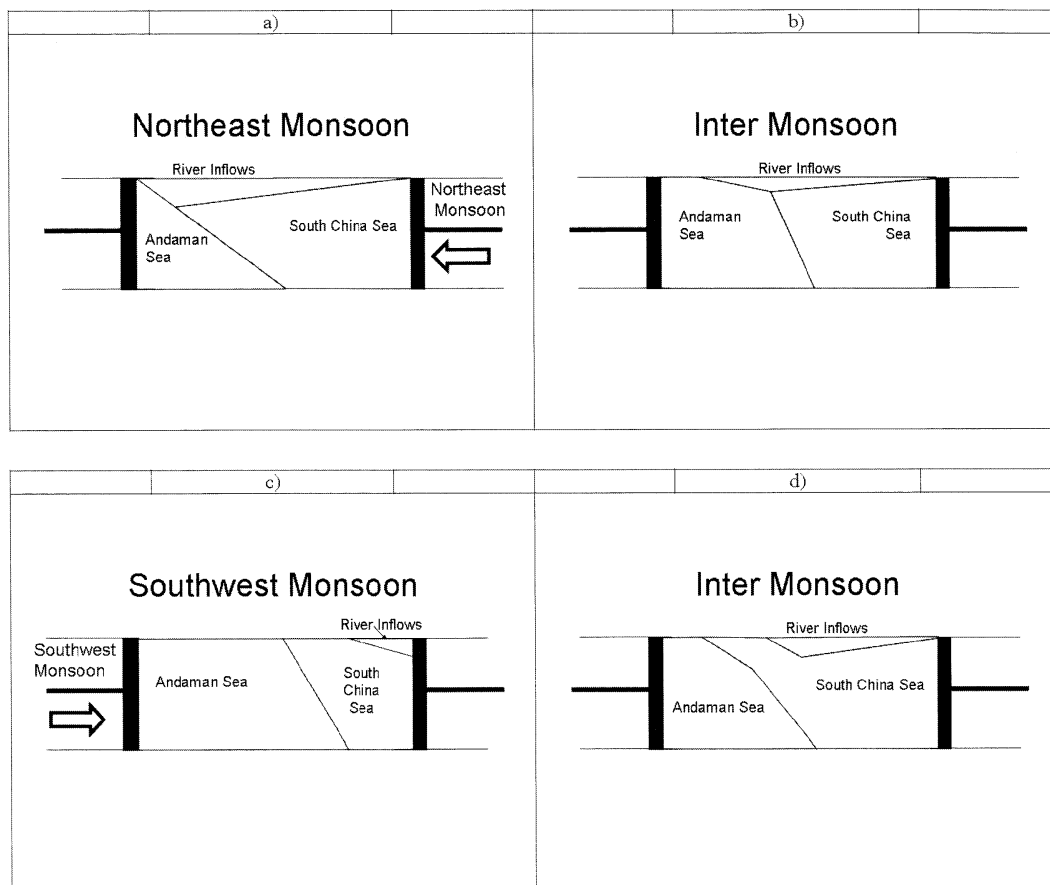 a)
b)
Northeast Monsoon
River Inflows
Northeast
Monsoon
South China Sea
Andaman
Sea
Inter Monsoon
River Inflows
Andaman
Sea
South China
Sea
c)
d)
Southwest Monsoon
River Inflows
Southwest
Monsoon
Andaman Sea
South
China
Sea
Inter Monsoon
River Inflows
South China Sea
Andaman Sea